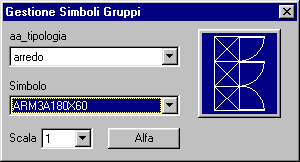 Gestione Simboli Gruppi
aa_tipologia
arredo
Simbolo
ARM3A180X60
Scala 1 Alfa